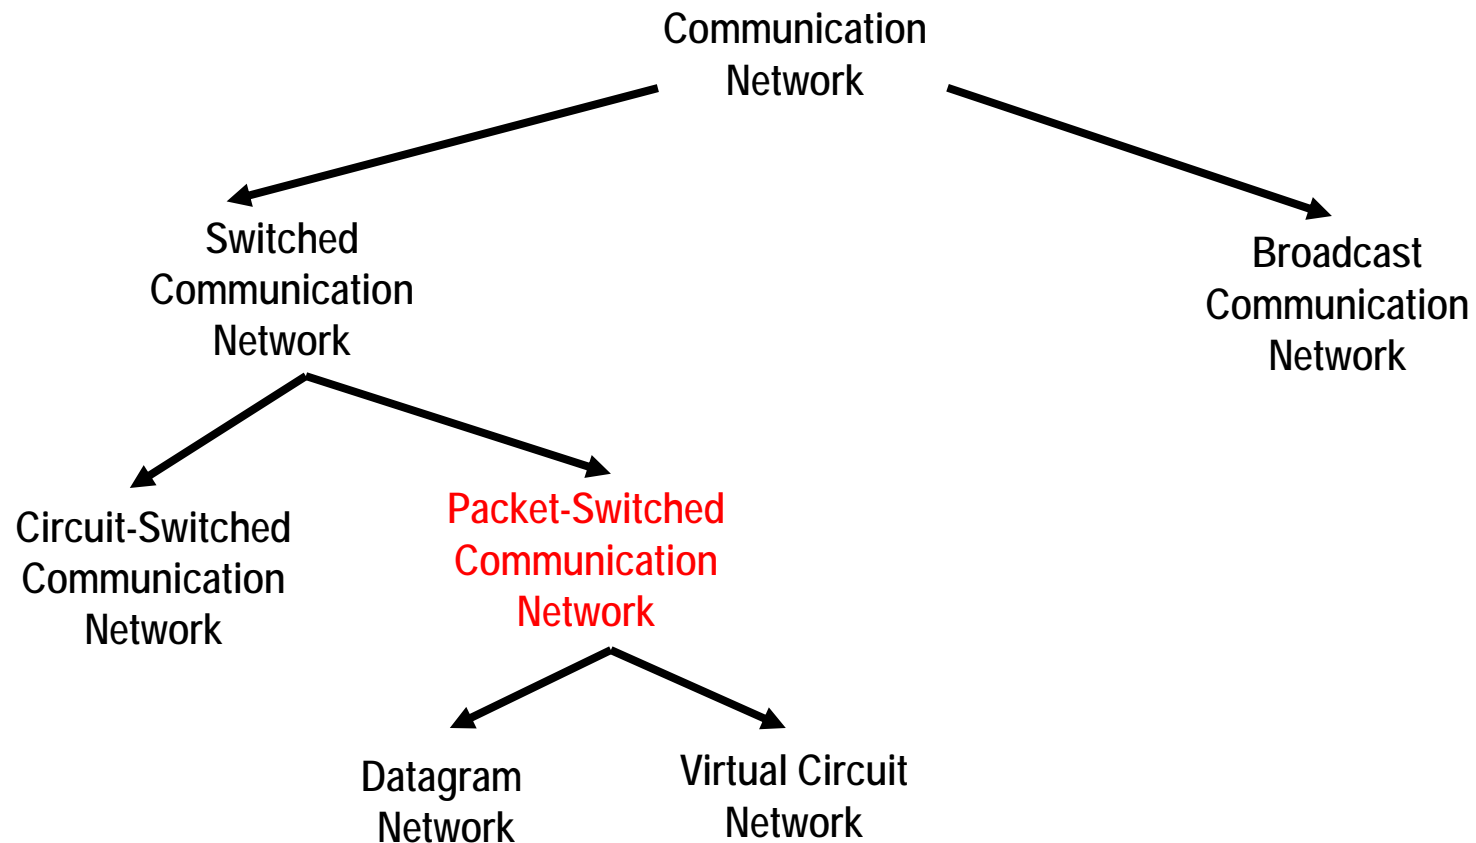 Communication
Network
Switched
Communication
Network
Broadcast
Communication
Network
Circuit-Switched
Communication
Network
Packet-Switched
Communication
Network
Datagram
Network
Virtual Circuit
Network